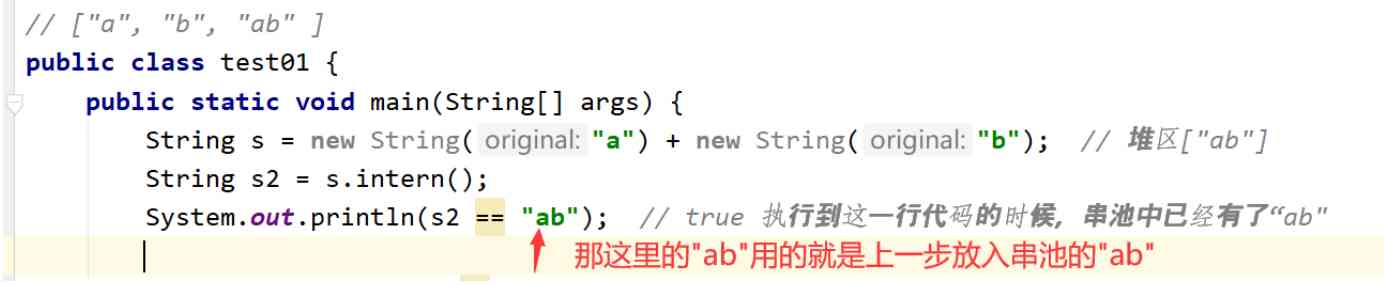 // ["a", "b", "ab" ]
public class test01 {
public static void main(String[] args) {
String s = new String( original: "a") + new String( original: "b"); // 堆区["ab"]
String s2 = s.intern();
System.out.println(s2 == "ab"); // true 执行到这一行代码的时候, 串池中已经有了“ab"
那这里的"ab"用的就是上一步放入串池的"ab"